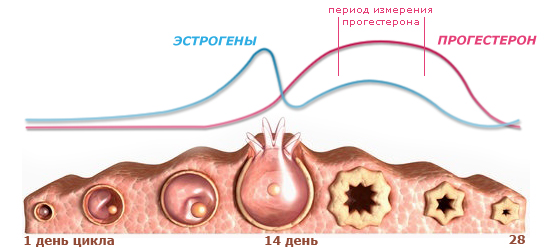 период измерения
прогестерона
ЭСТРОГЕНЫ
ПРОГЕСТЕРОН
1 день цикла
14 день
28